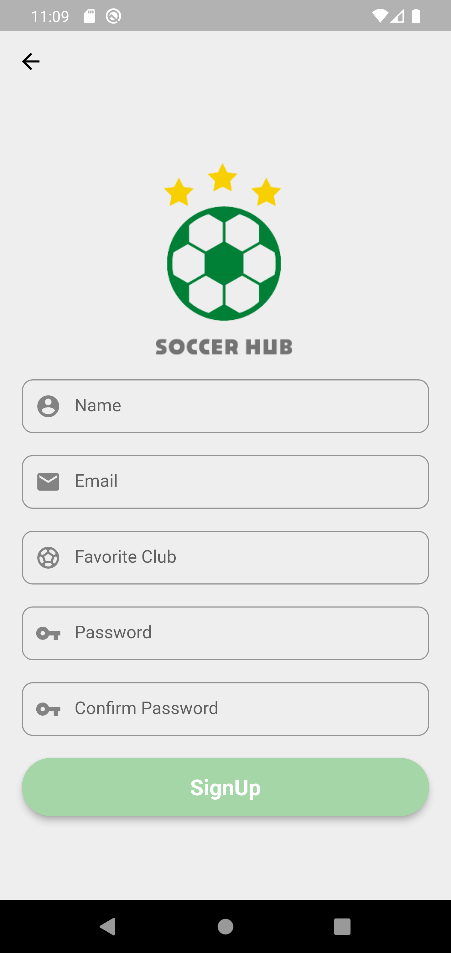 11:09
SOCCER HUB
Name
Email
Favorite Club
Password
Confirm Password
SignUp